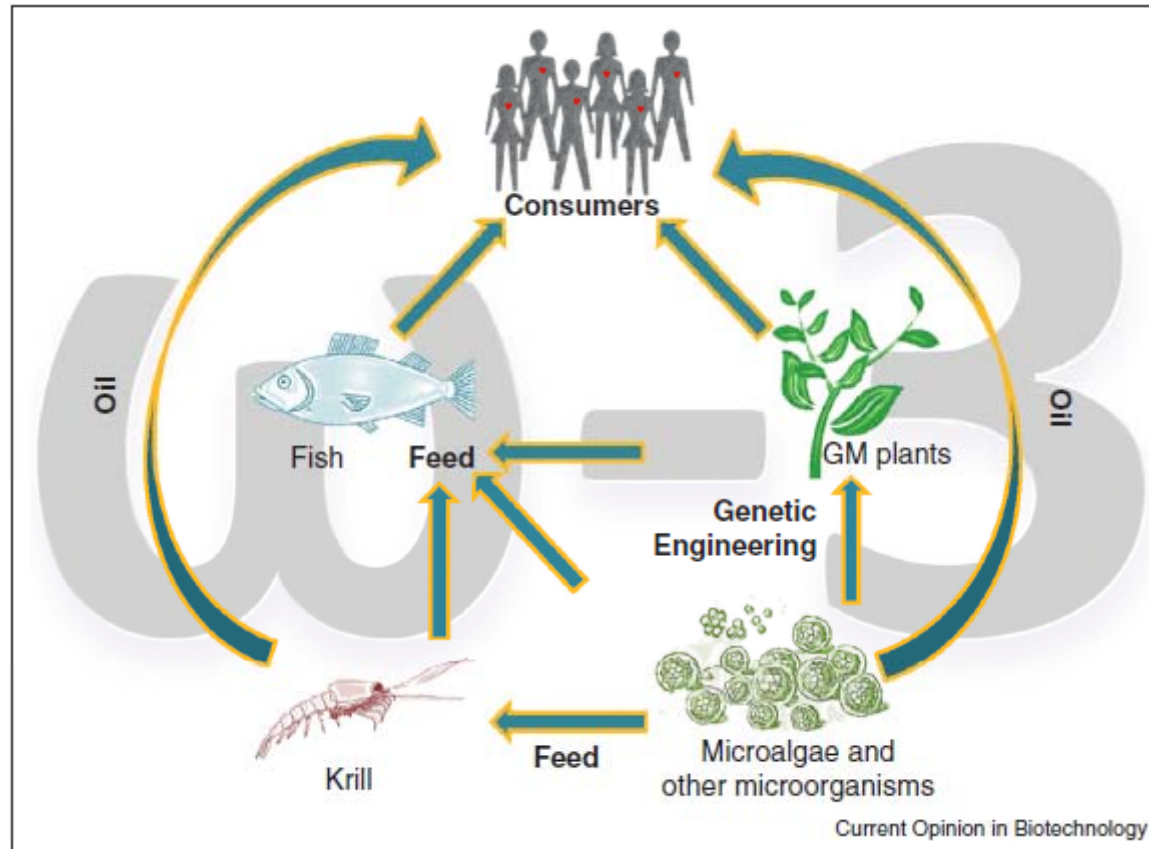 ω-3
Consumers
Oil
Oil
Fish
Feed
GM plants
Genetic
Engineering
Krill
Feed
Microalgae and
other microorganisms
Current Opinion in Biotechnology